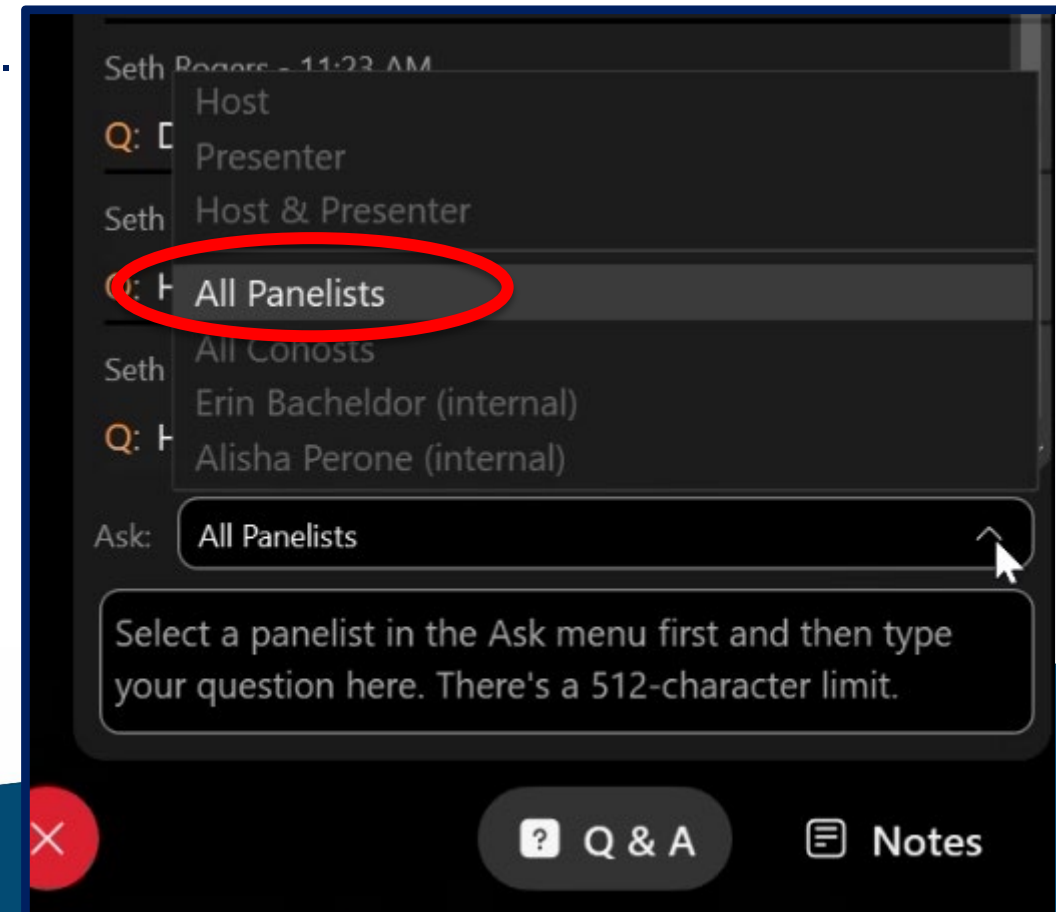 Seth Rogers - 11:23 AM
Host
Q: D
Presenter
Seth
Host & Presenter
Q: H
All Panelists
All Cohosts
Seth
Erin Bacheldor (internal)
Q: H
Alisha Perone (internal)
Ask: All Panelists
Select a panelist in the Ask menu first and then type
your question here. There's a 512-character limit.
? Q & A
Notes